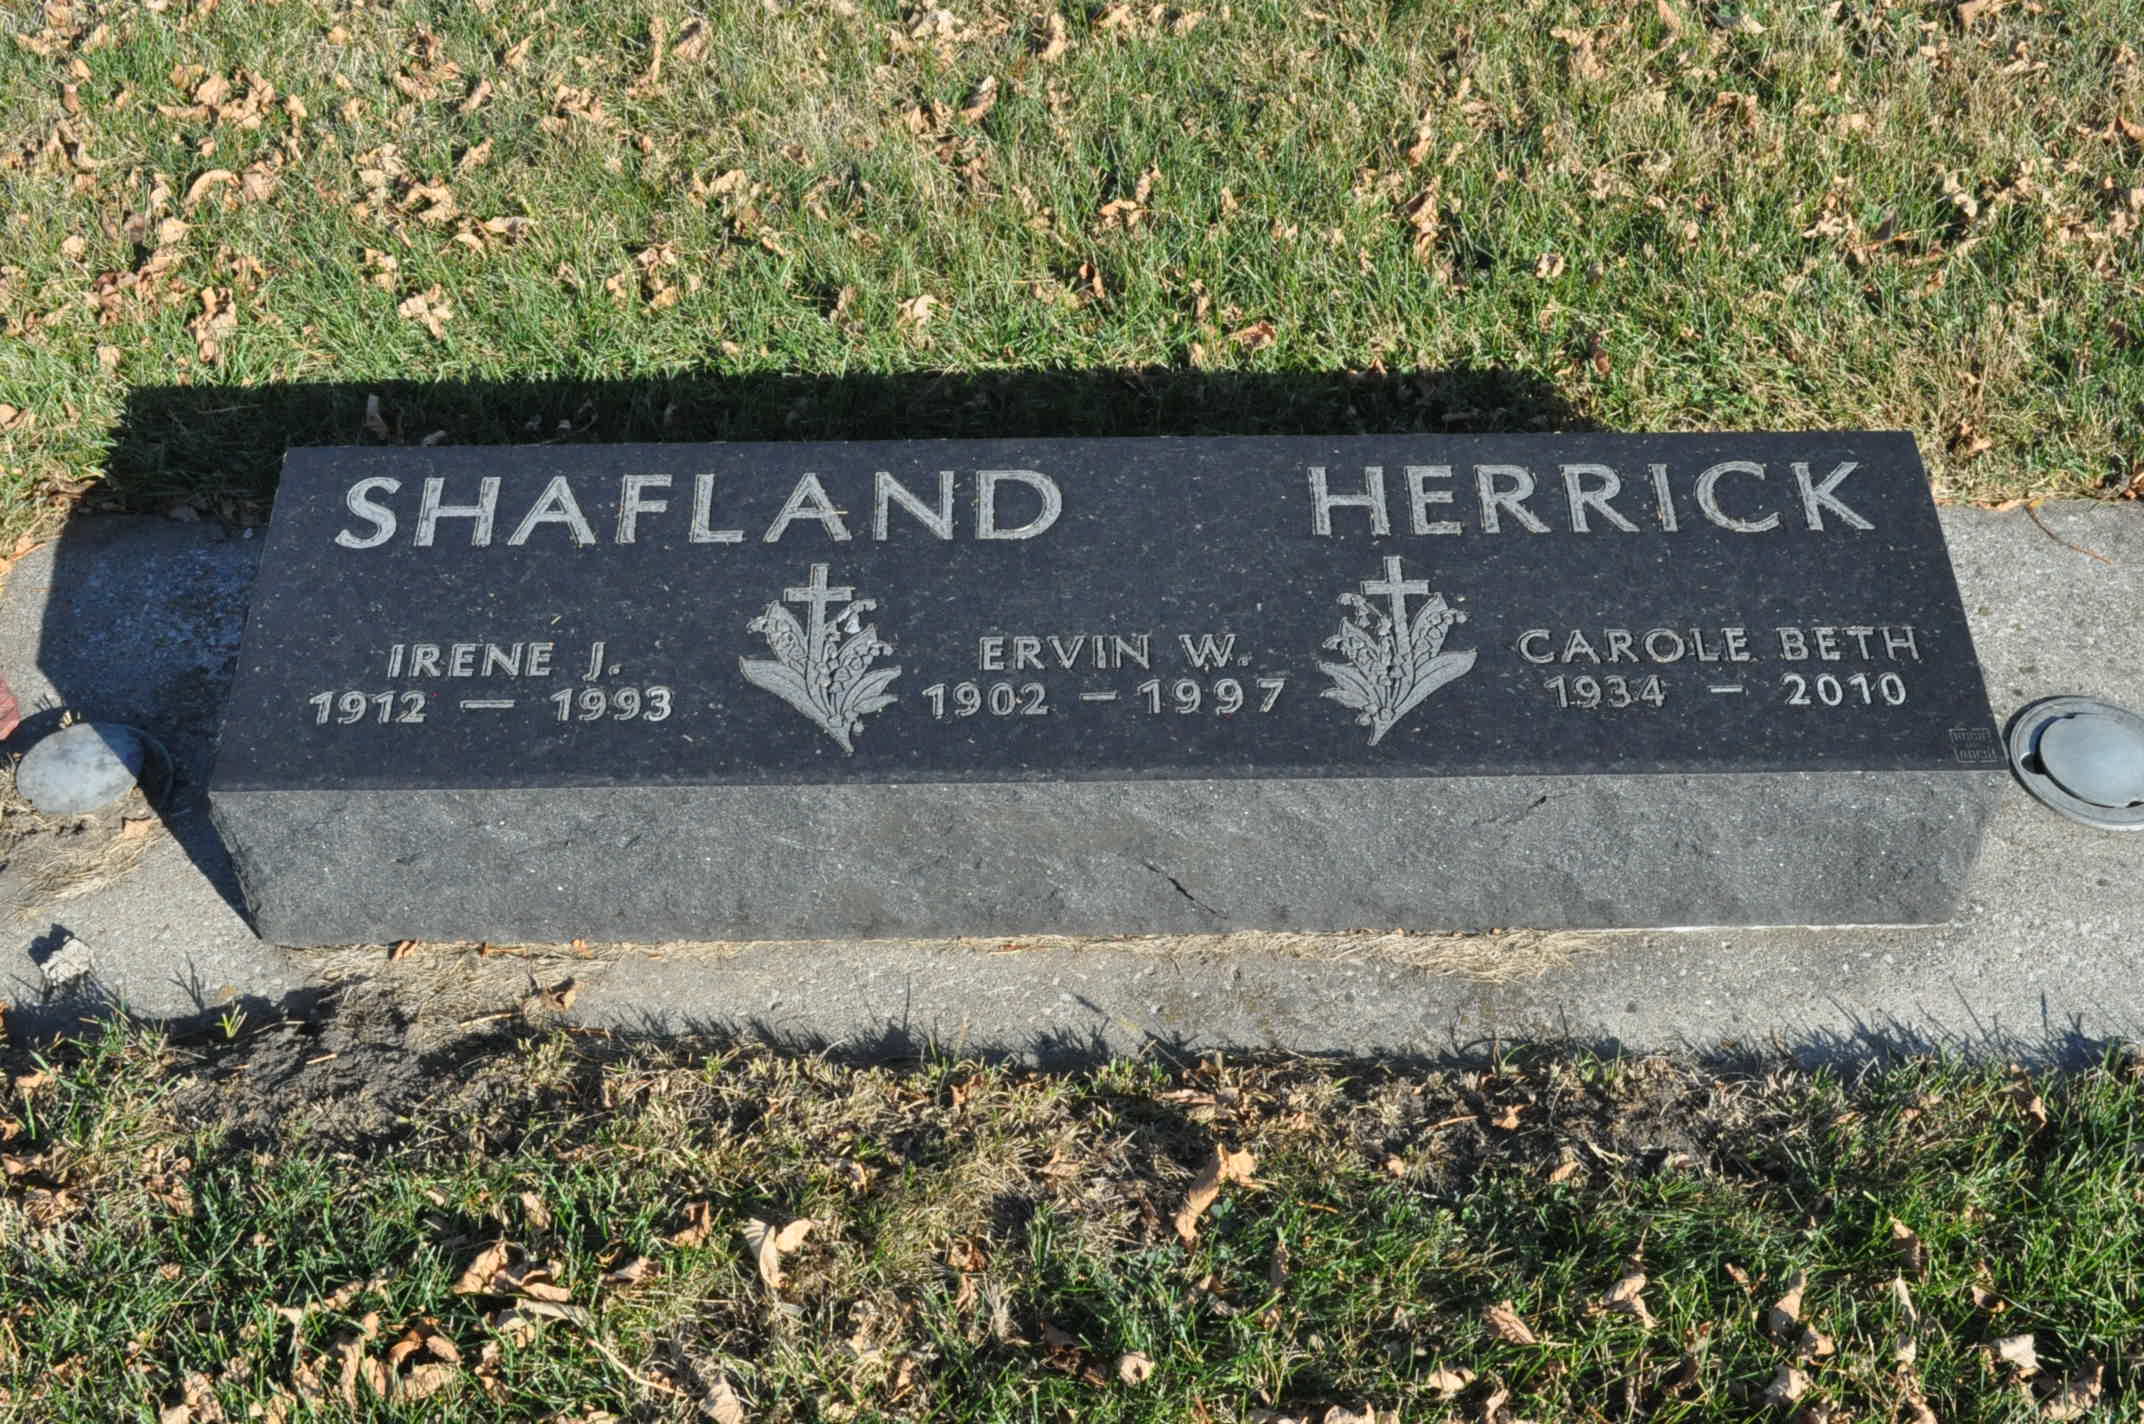 SHAFLAND HERRICK
IRENE J. ERVIN W. CAROLE BETH
1912 — 1993 1902 — 1997 1934 — 2010